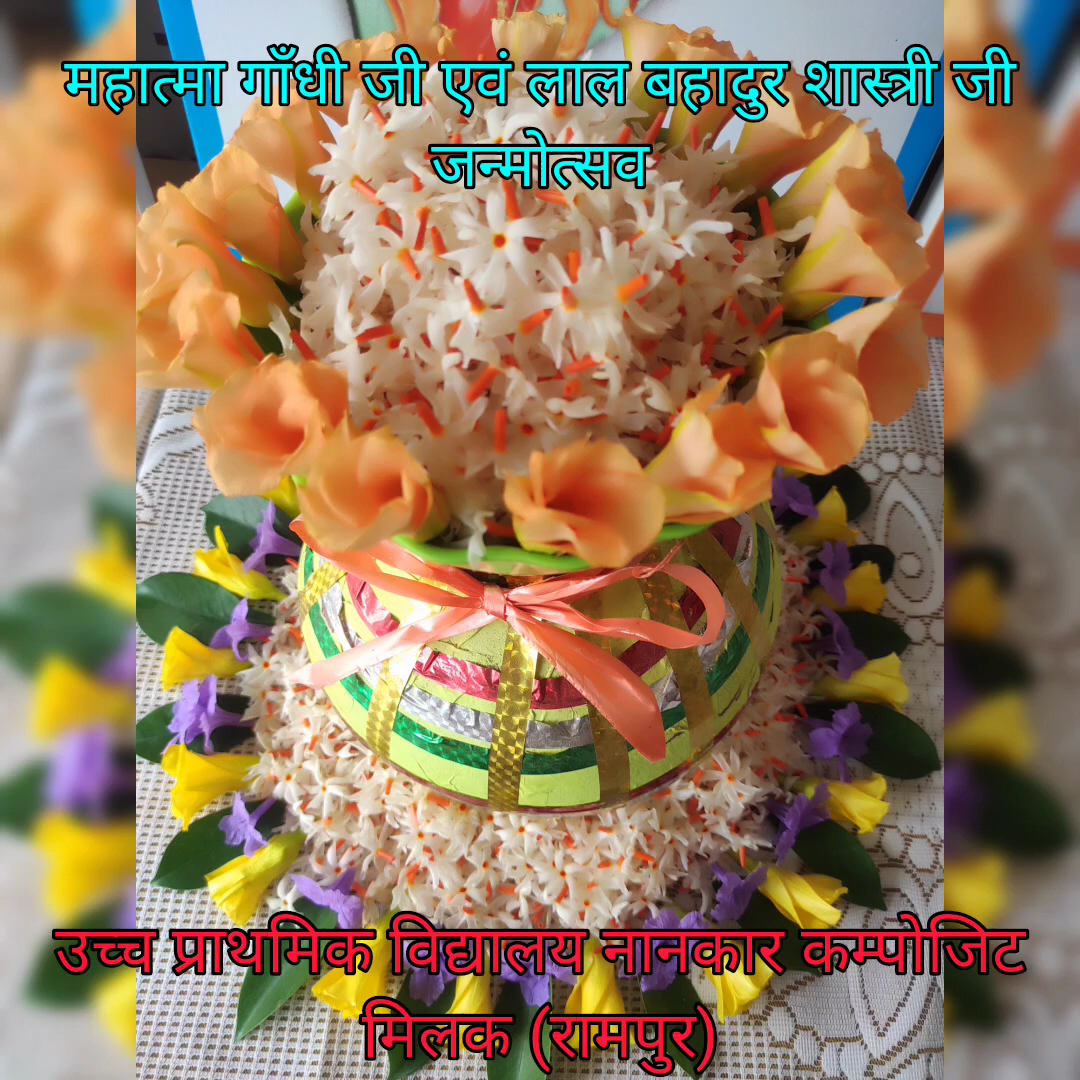 महात्मा गाँधी जी एवं लाल बहादुर शास्त्री जी
जन्मोत्सव
उच्च प्राथमिक विद्यालय नानकार कम्पोजिट
मिलक (रामपुर)